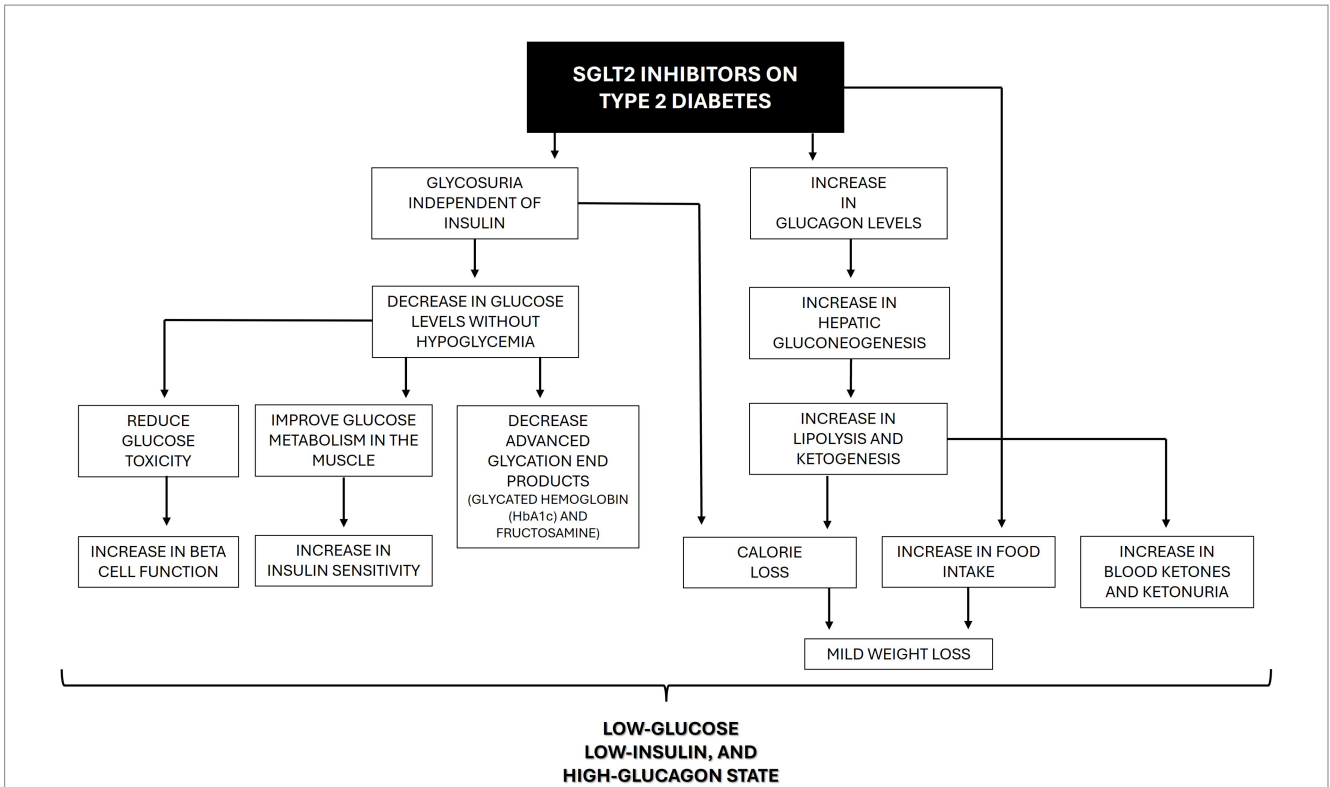 SGLT2 INHIBITORS ON
TYPE 2 DIABETES
GLYCOSURIA
INDEPENDENT OF
INSULIN
INCREASE
IN
GLUCAGON LEVELS
DECREASE IN GLUCOSE
LEVELS WITHOUT
HYPOGLYCEMIA
INCREASE IN
HEPATIC
GLUCONEOGENESIS
REDUCE
GLUCOSE
TOXICITY
IMPROVE GLUCOSE
METABOLISM IN THE
MUSCLE
DECREASE
ADVANCED
GLYCATION END
PRODUCTS
(GLYCATED HEMOGLOBIN
(HbA1c) AND
FRUCTOSAMINE)
INCREASE IN
LIPOLYSIS AND
KETOGENESIS
INCREASE IN BETA
CELL FUNCTION
INCREASE IN
INSULIN SENSITIVITY
CALORIE
LOSS
INCREASE IN FOOD
INTAKE
INCREASE IN
BLOOD KETONES
AND KETONURIA
MILD WEIGHT LOSS
LOW-GLUCOSE
LOW-INSULIN, AND
HIGH-GLUCAGON STATE